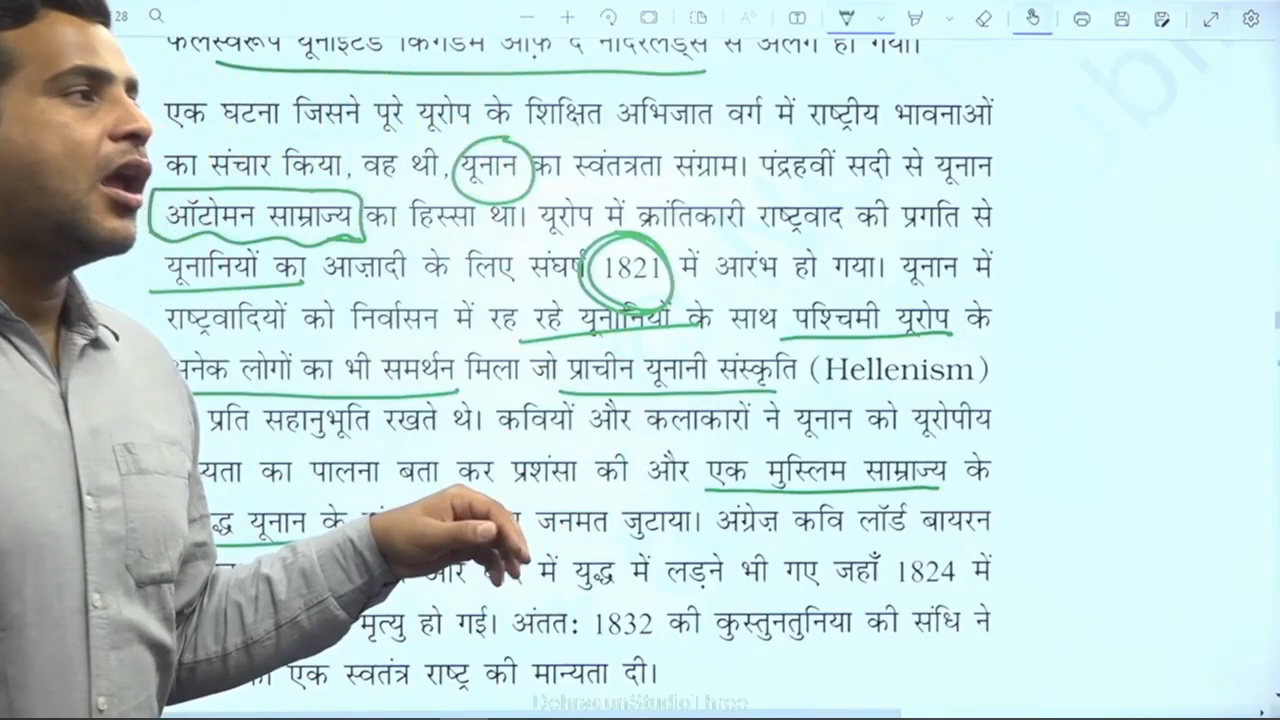 28
फलस्वरूप यूनाइटेड किंगडम ऑफ़ द नीदरलैंड्स से अलग हो गया।
एक घटना जिसने पूरे यूरोप के शिक्षित अभिजात वर्ग में राष्ट्रीय भावनाओं
का संचार किया, वह थी, यूनान का स्वतंत्रता संग्राम। पंद्रहवीं सदी से यूनान
ऑटोमन साम्राज्य का हिस्सा था। यूरोप में क्रांतिकारी राष्ट्रवाद की प्रगति से
यूनानियों का आज़ादी के लिए संघर्ष 1821 में आरंभ हो गया। यूनान में
राष्ट्रवादियों को निर्वासन में रह रहे यूनानियों के साथ पश्चिमी यूरोप के
अनेक लोगों का भी समर्थन मिला जो प्राचीन यूनानी संस्कृति (Hellenism)
प्रति सहानुभूति रखते थे। कवियों और कलाकारों ने यूनान को यूरोपीय
का पालना बता कर प्रशंसा की और एक मुस्लिम साम्राज्य के
यूनान के जनमत जुटाया। अंग्रेज़ कवि लॉर्ड बायरन
और में युद्ध में लड़ने भी गए जहाँ 1824 में
मृत्यु हो गई। अंततः 1832 की कुस्तुनतुनिया की संधि ने
एक स्वतंत्र राष्ट्र की मान्यता दी।
DehradunStudioThree